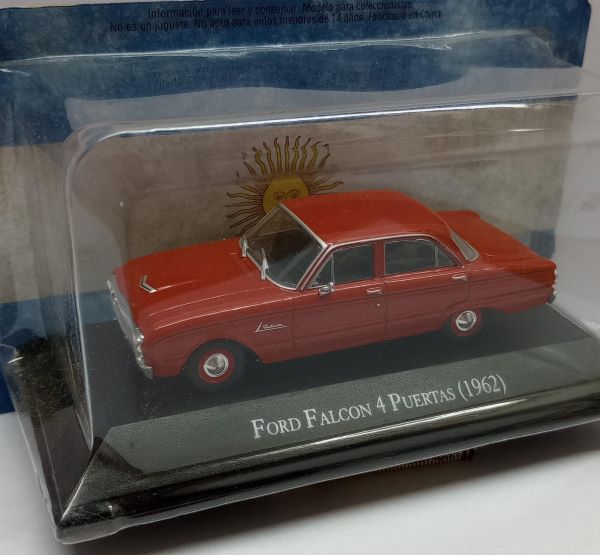 Información para leer y conservar. Modelo para coleccionistas.
No es un juguete. No apto para niños menores de 14 años. Fabricado en China.
Falcon
FORD FALCON 4 PUERTAS (1962)